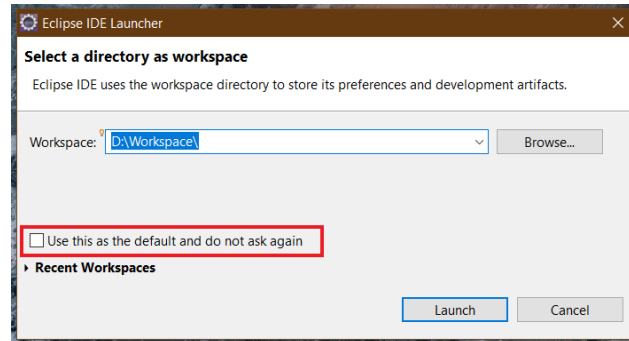 Eclipse IDE Launcher
Select a directory as workspace
Eclipse IDE uses the workspace directory to store its preferences and development artifacts.
Workspace: D:\Workspace\ Browse...
Use this as the default and do not ask again
Recent Workspaces
Launch Cancel